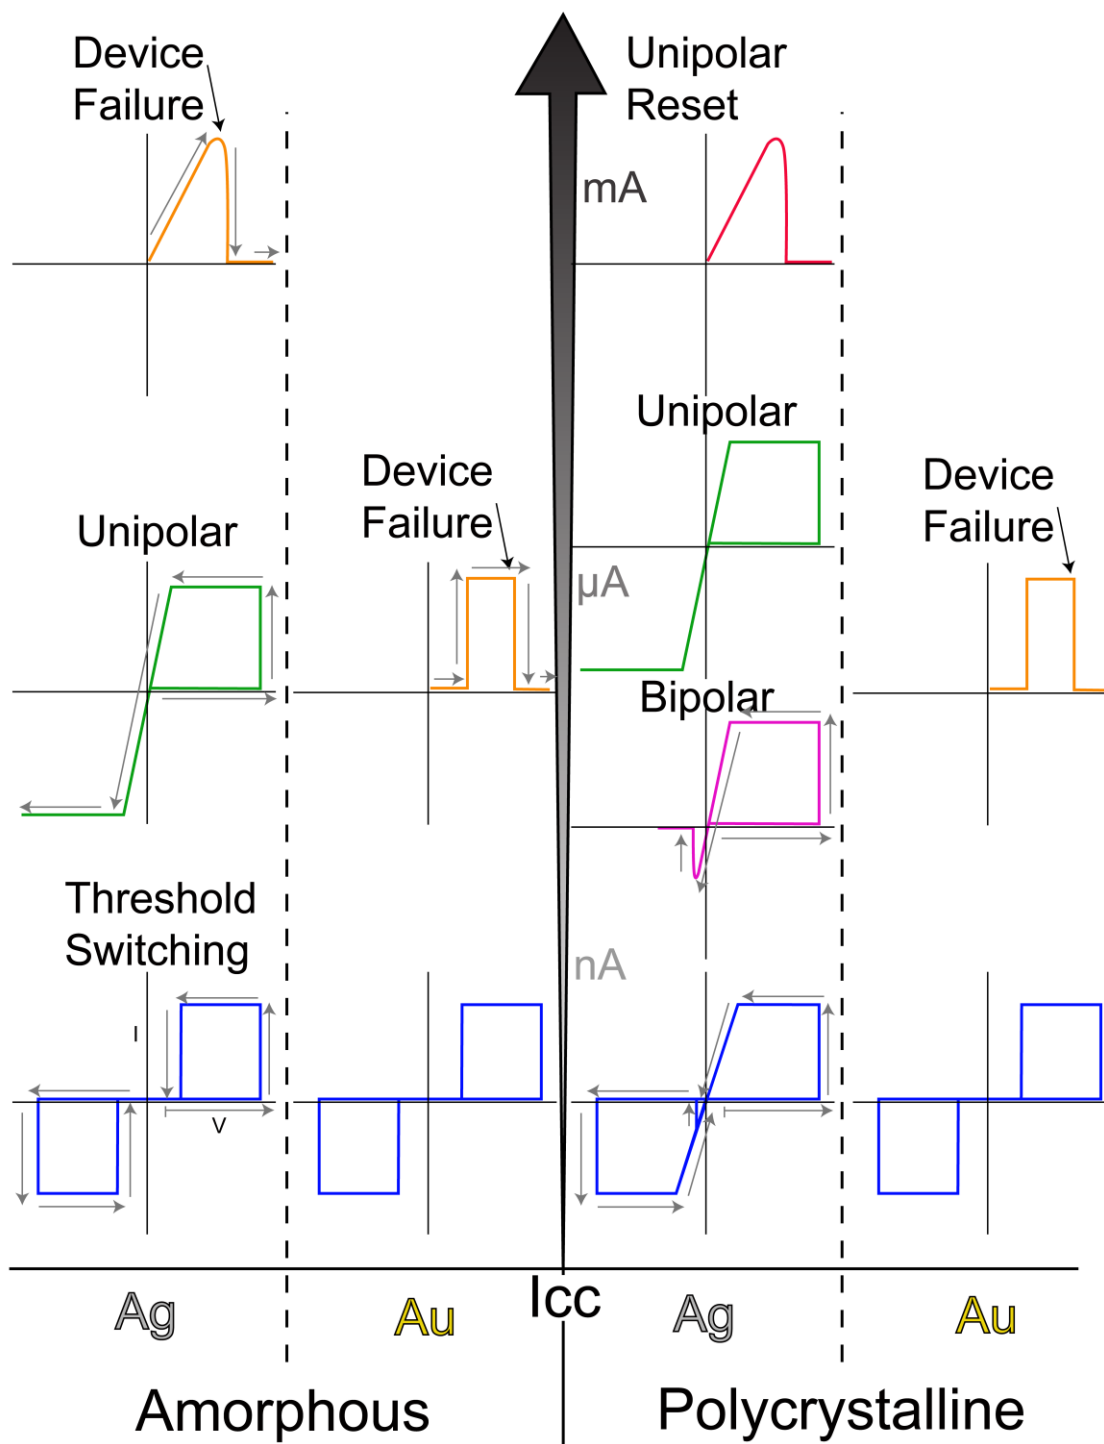 Device
Failure
Unipolar
Reset
mA
Unipolar
Device
Failure
Device
Failure
Unipolar
µA
Bipolar
Threshold
Switching
nA
I
V
Icc
Ag
Au
Ag
Au
Amorphous
Polycrystalline